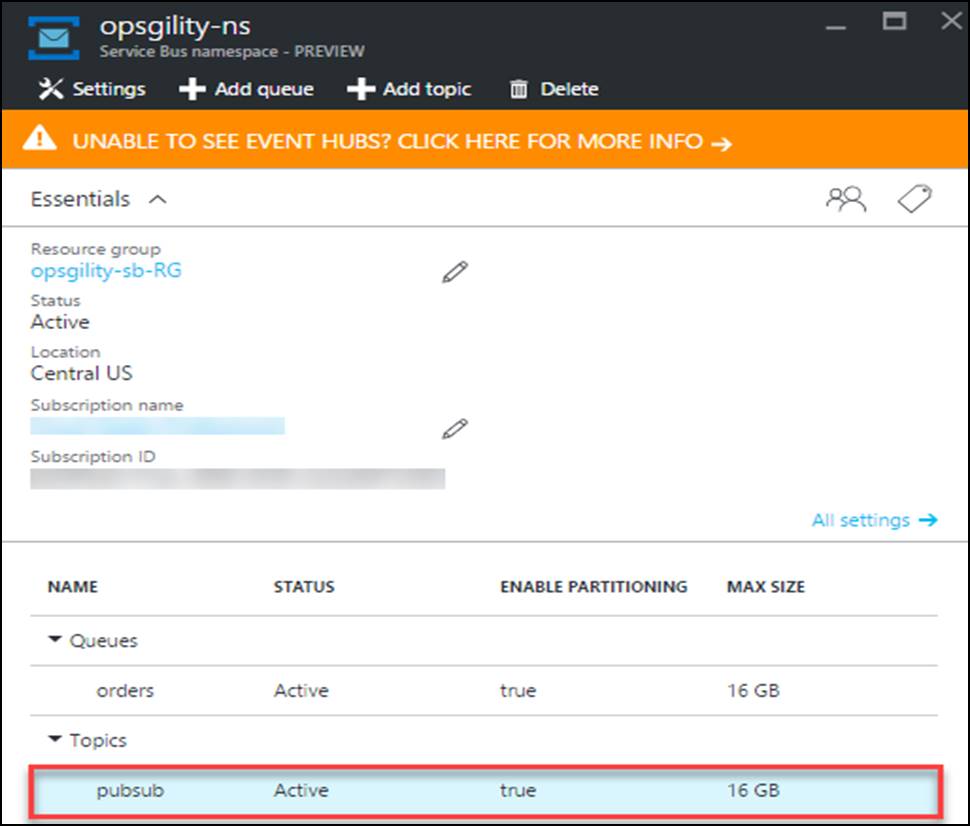 opsgility-ns
Service Bus namespace - PREVIEW
Settings Add queue Add topic Delete
UNABLE TO SEE EVENT HUBS? CLICK HERE FOR MORE INFO →
Essentials
Resource group
opsgility-sb-RG
Status
Active
Location
Central US
Subscription name
Subscription ID
All settings →
NAME STATUS ENABLE PARTITIONING MAX SIZE
Queues
orders Active true 16 GB
Topics
pubsub Active true 16 GB